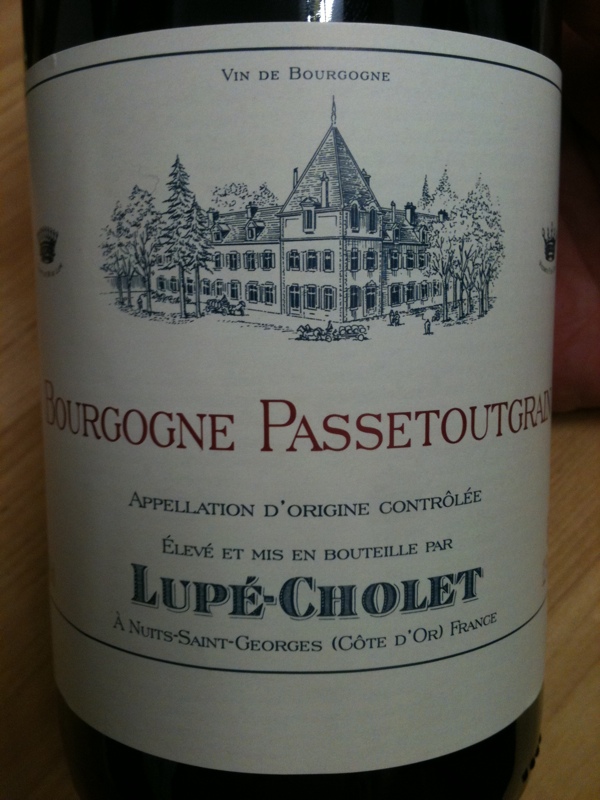 Vin de Bourgogne
Bourgogne Passetoutgrain
Appellation d'origine contrôlée
Élevé et mis en bouteille par
Lupé-Cholet
À Nuits-Saint-Georges (Côte d'Or) France